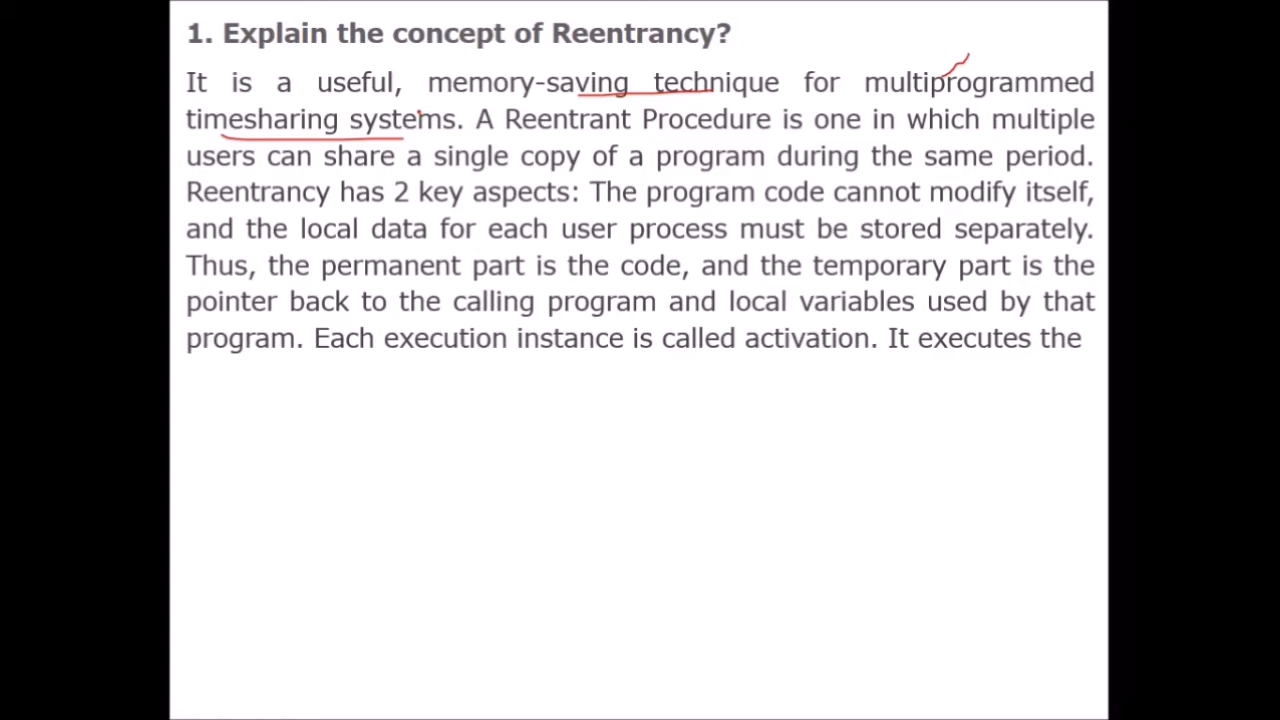 1. Explain the concept of Reentrancy?
It is a useful, memory-saving technique for multiprogrammed
timesharing systems. A Reentrant Procedure is one in which multiple
users can share a single copy of a program during the same period.
Reentrancy has 2 key aspects: The program code cannot modify itself,
and the local data for each user process must be stored separately.
Thus, the permanent part is the code, and the temporary part is the
pointer back to the calling program and local variables used by that
program. Each execution instance is called activation. It executes the